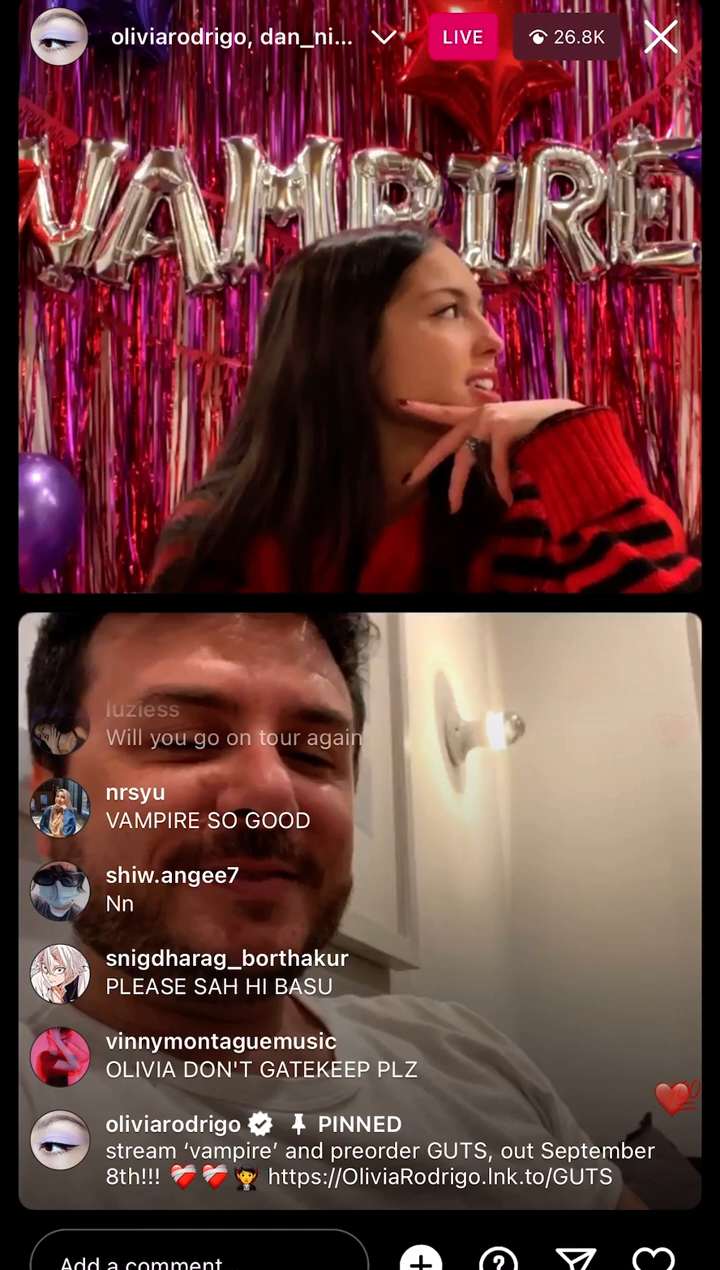 oliviarodrigo, dan_ni...
LIVE
26.8K
VAMPIRE
luzless
Will you go on tour again
nrsyu
VAMPIRE SO GOOD
shiw.angee7
Nn
snigdharag_borthakur
PLEASE SAH HI BASU
vinnymontaguemusic
OLIVIA DON'T GATEKEEP PLZ
oliviarodrigo PINNED
stream ‘vampire’ and preorder GUTS, out September
8th!!! ❤️‍🩹❤️‍🩹🧛 https://OliviaRodrigo.lnk.to/GUTS
Add a comment